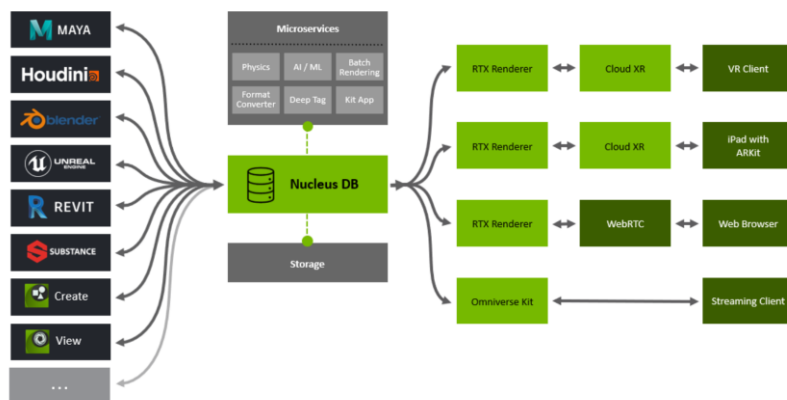 MAYA
Houdini
blender
UNREAL
ENGINE
REVIT
SUBSTANCE
Create
View
...
Microservices
Physics
AI / ML
Batch
Rendering
Format
Converter
Deep Tag
Kit App
Nucleus DB
Storage
RTX Renderer
Cloud XR
VR Client
RTX Renderer
Cloud XR
iPad with
ARKit
RTX Renderer
WebRTC
Web Browser
Omniverse Kit
Streaming Client